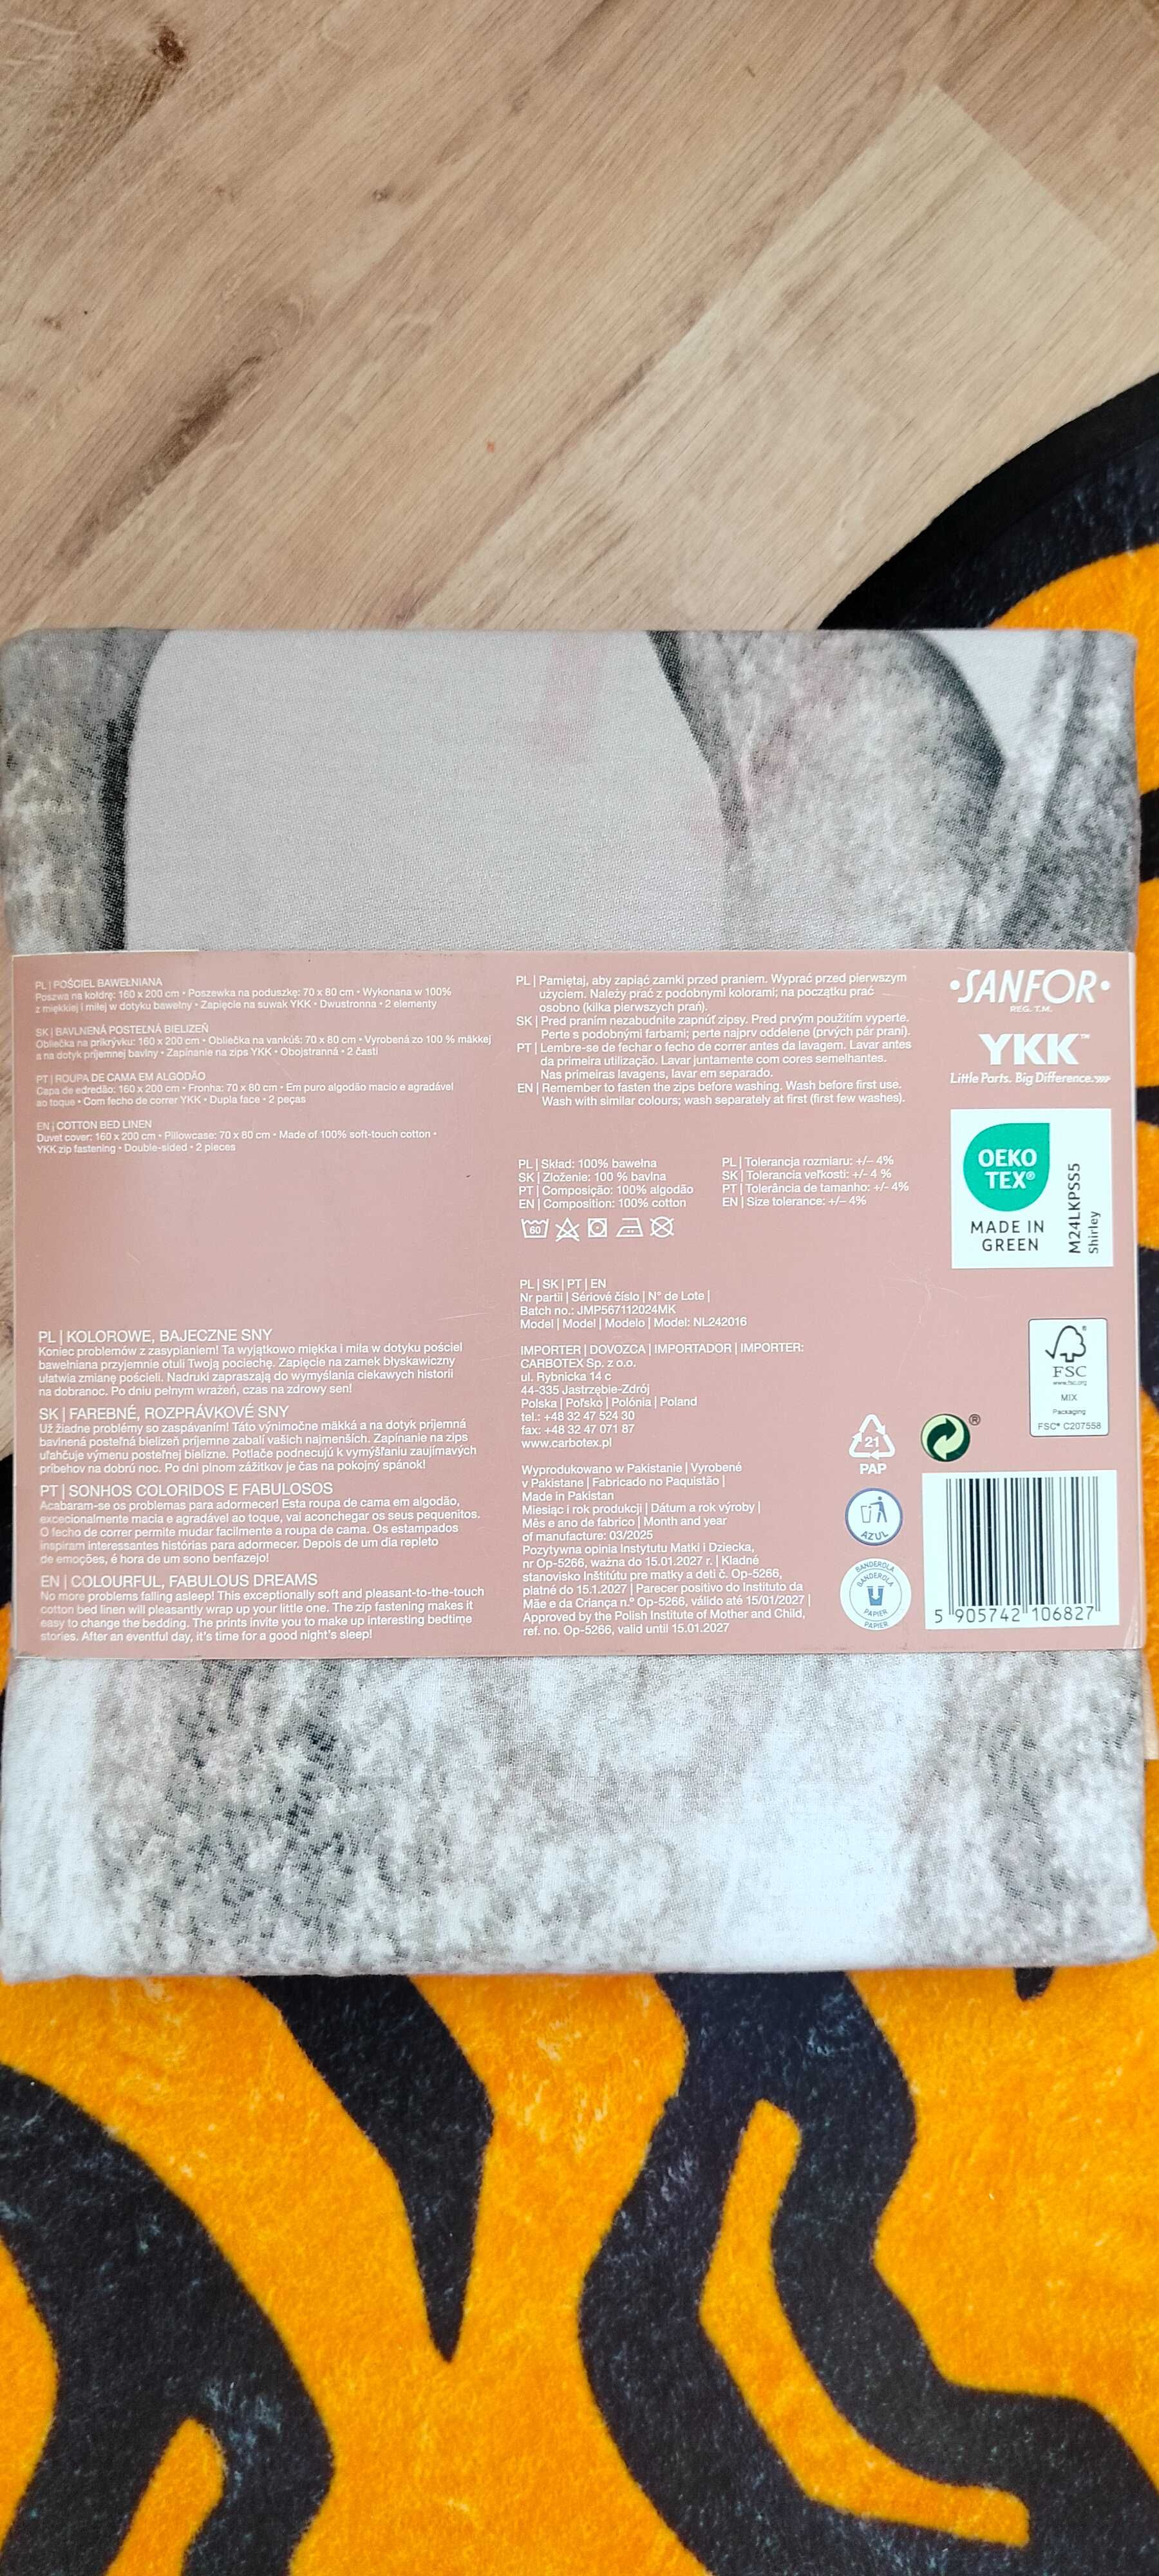 PL | POŚCIEL BAWEŁNIANA
Poszwa na kołdrę: 160 x 200 cm • Poszewka na poduszkę: 70 x 80 cm • Wykonana w 100%
z miękkiej i miłej w dotyku bawełny • Zapięcie na suwak YKK • Dwustronna • 2 elementy
SK | BAVLNENÁ POSTEĽNÁ BIELIZEŇ
Obliečka na prikrývku: 160 x 200 cm • Obliečka na vankúš: 70 x 80 cm • Vyrobená zo 100 % mäkkej
a na dotyk príjemnej bavlny • Zapínanie na zips YKK • Obojstranná • 2 časti
PT | ROUPA DE CAMA EM ALGODÃO
Capa de edredão: 160 x 200 cm • Fronha: 70 x 80 cm • Em puro algodão macio e agradável
ao toque • Com fecho de correr YKK • Dupla face • 2 peças
EN | COTTON BED LINEN
Duvet cover: 160 x 200 cm • Pillowcase: 70 x 80 cm • Made of 100% soft-touch cotton •
YKK zip fastening • Double-sided • 2 pieces
PL | KOLOROWE, BAJECZNE SNY
Koniec problemów z zasypianiem! Ta wyjątkowo miękka i miła w dotyku pościel
bawełniana przyjemnie otuli Twoją pociechę. Zapięcie na zamek błyskawiczny
ułatwia zmianę pościeli. Nadruki zapraszają do wymyślania ciekawych historii
na dobranoc. Po dniu pełnym wrażeń, czas na zdrowy sen!
SK | FAREBNÉ, ROZPRÁVKOVÉ SNY
Už žiadne problémy so zaspávaním! Táto výnimočne mäkká a na dotyk príjemná
bavlnená posteľná bielizeň príjemne zabalí vašich najmenších. Zapínanie na zips
uľahčuje výmenu posteľnej bielizne. Potlače podnecujú k vymýšľaniu zaujímavých
príbehov na dobrú noc. Po dni plnom zážitkov je čas na pokojný spánok!
PT | SONHOS COLORIDOS E FABULOSOS
Acabaram-se os problemas para adormecer! Esta roupa de cama em algodão,
excecionalmente macia e agradável ao toque, vai aconchegar os seus pequenitos.
O fecho de correr permite mudar facilmente a roupa de cama. Os estampados
inspiram interessantes histórias para adormecer. Depois de um dia repleto
de emoções, é hora de um sono benfazejo!
EN | COLOURFUL, FABULOUS DREAMS
No more problems falling asleep! This exceptionally soft and pleasant-to-the-touch
cotton bed linen will pleasantly wrap up your little one. The zip fastening makes it
easy to change the bedding. The prints invite you to make up interesting bedtime
stories. After an eventful day, it's time for a good night's sleep!
PL | Pamiętaj, aby zapiąć zamki przed praniem. Wyprać przed pierwszym
użyciem. Należy prać z podobnymi kolorami; na początku prać
osobno (kilka pierwszych prań).
SK | Pred praním nezabudnite zapnúť zipsy. Pred prvým použitím vyperte.
Perte s podobnými farbami; perte najprv oddelene (prvých pár praní).
PT | Lembre-se de fechar o fecho de correr antes da lavagem. Lavar antes
da primeira utilização. Lavar juntamente com cores semelhantes.
Nas primeiras lavagens, lavar em separado.
EN | Remember to fasten the zips before washing. Wash before first use.
Wash with similar colours; wash separately at first (first few washes).
PL | Skład: 100% bawełna
SK | Zloženie: 100 % bavlna
PT | Composição: 100% algodão
EN | Composition: 100% cotton
PL | Tolerancja rozmiaru: +/- 4%
SK | Tolerancia veľkosti: +/- 4 %
PT | Tolerância de tamanho: +/- 4%
EN | Size tolerance: +/- 4%
60
PL | SK | PT | EN
Nr partii | Sériové číslo | N° de Lote |
Batch no.: JMP567112024MK
Model | Model | Modelo | Model: NL242016
IMPORTER | DOVOZCA | IMPORTADOR | IMPORTER:
CARBOTEX Sp. z o.o.
ul. Rybnicka 14 c
44-335 Jastrzębie-Zdrój
Polska | Poľsko | Polónia | Poland
tel.: +48 32 47 524 30
fax: +48 32 47 071 87
www.carbotex.pl
Wyprodukowano w Pakistanie | Vyrobené
v Pakistane | Fabricado no Paquistão |
Made in Pakistan
Miesiąc i rok produkcji | Dátum a rok výroby |
Mês e ano de fabrico | Month and year
of manufacture: 03/2025
Pozytywna opinia Instytutu Matki i Dziecka,
nr Op-5266, ważna do 15.01.2027 r. | Kladné
stanovisko Inštitútu pre matky a deti č. Op-5266,
platné do 15.1.2027 | Parecer positivo do Instituto da
Mãe e da Criança n.º Op-5266, válido até 15/01/2027 |
Approved by the Polish Institute of Mother and Child,
ref. no. Op-5266, valid until 15.01.2027
•SANFOR•
REG. T.M.
YKK™
Little Parts. Big Difference.
OEKO
TEX®
MADE IN
GREEN
M24LKPSS5
Shirley
FSC
www.fsc.org
MIX
Packaging
FSC® C207558
21
PAP
®
AZUL
BANDEROLA
BANDEROLA
PAPIER
PAPIER
5 905742 106827